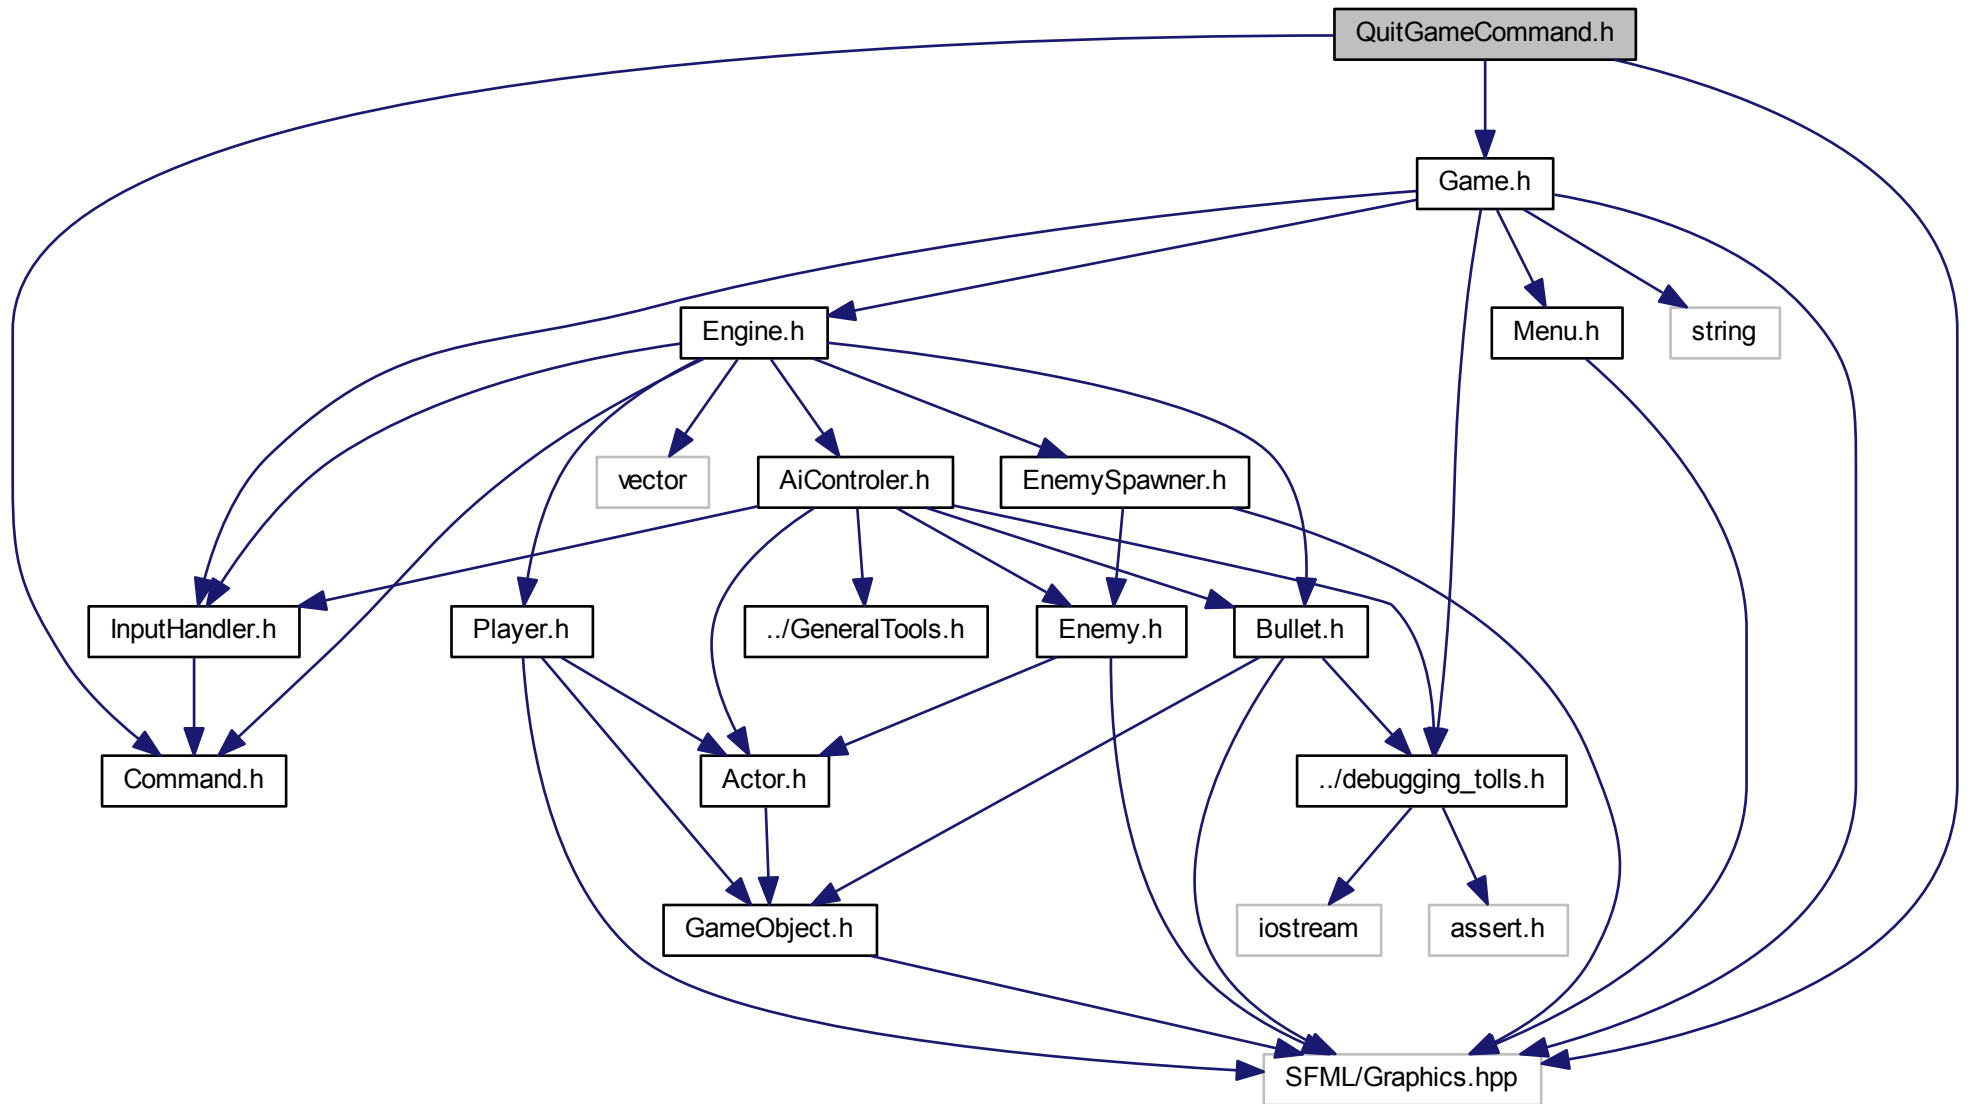 QuitGameCommand.h
Game.h
Engine.h
Menu.h
string
vector
AiControler.h
EnemySpawner.h
InputHandler.h
Player.h
../GeneralTools.h
Enemy.h
Bullet.h
Command.h
Actor.h
../debugging_tolls.h
GameObject.h
iostream
assert.h
SFML/Graphics.hpp